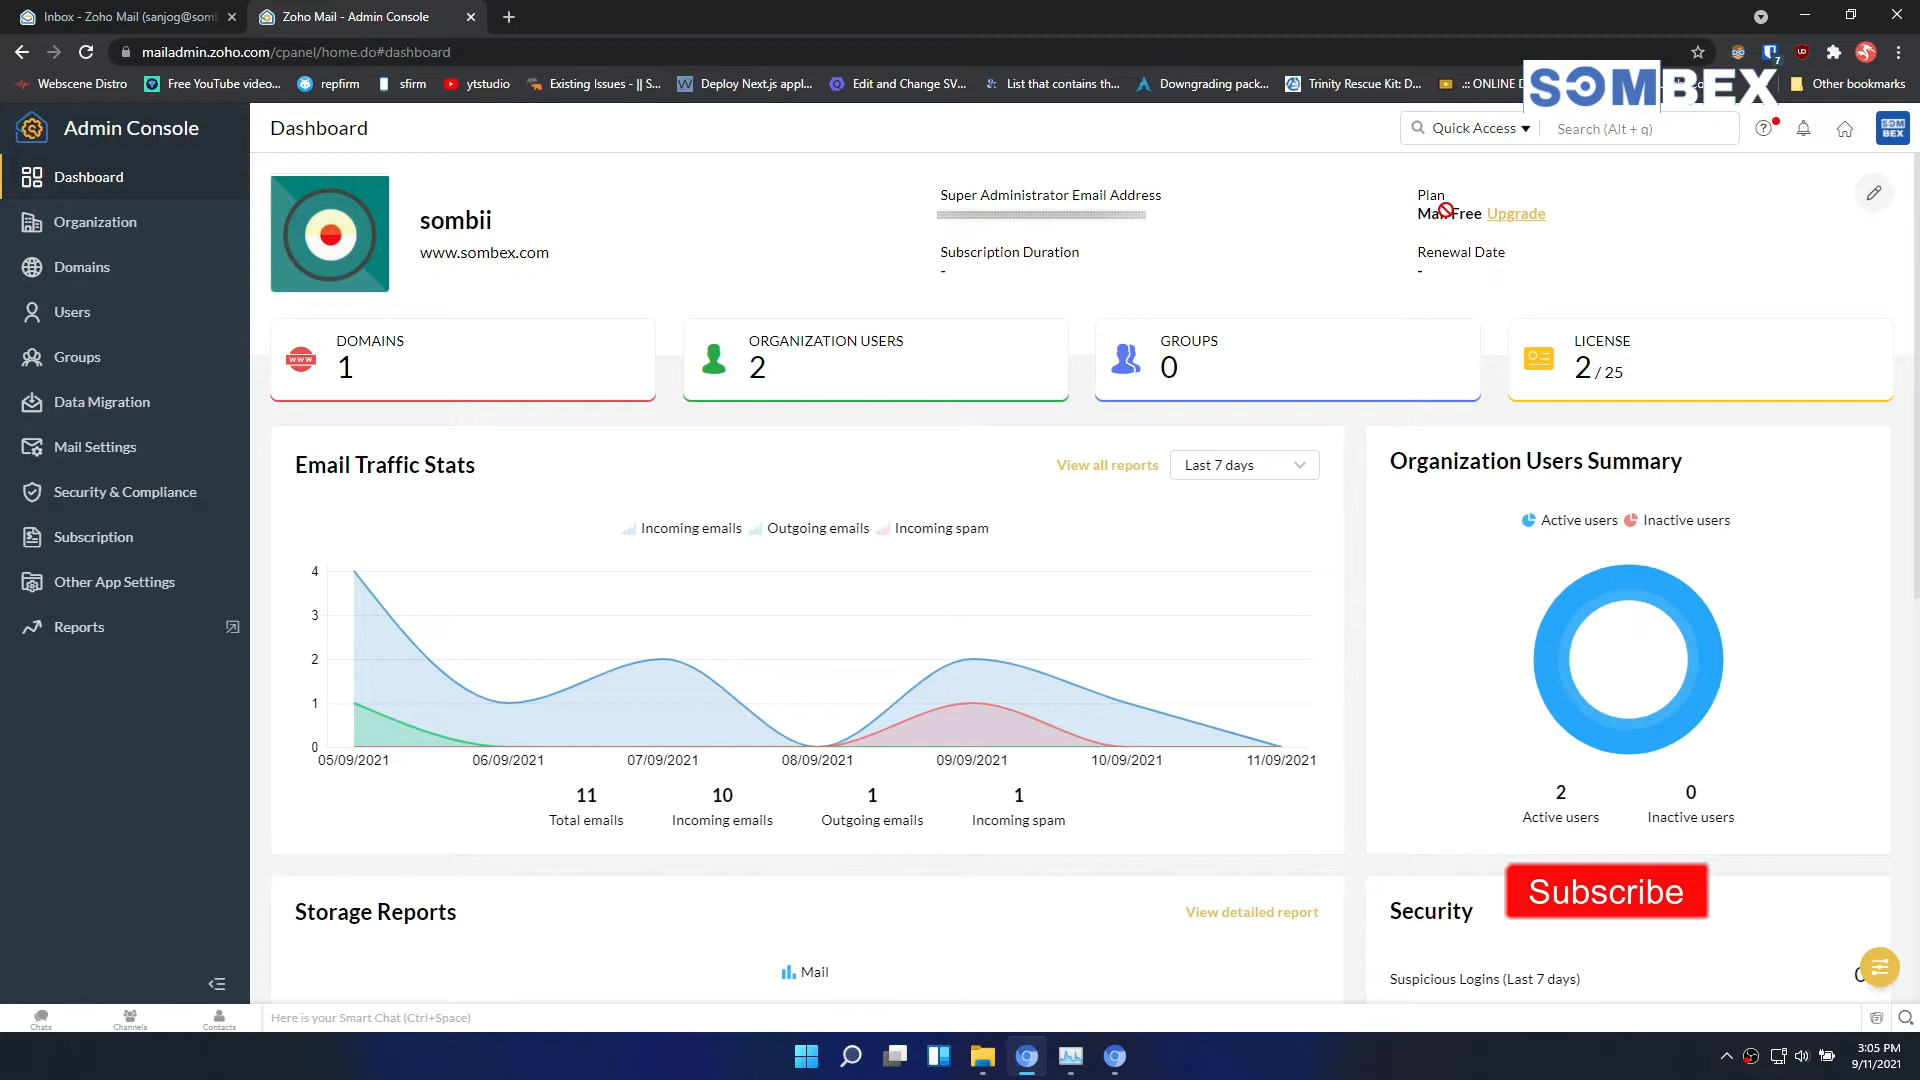 Inbox - Zoho Mail (sanjog@som
Zoho Mail - Admin Console
mailadmin.zoho.com/cpanel/home.do#dashboard
Webscene Distro
Free YouTube video...
repfirm
sfirm
ytstudio
Existing Issues - || S...
Deploy Next.js appl...
Edit and Change SV...
List that contains th...
Downgrading pack...
Trinity Rescue Kit: D...
.:: ONLINE
Other bookmarks
SOMBEX
Admin Console
Dashboard
Quick Access
Search (Alt + q)
SOM
BEX
Dashboard
Organization
Domains
Users
Groups
Data Migration
Mail Settings
Security & Compliance
Subscription
Other App Settings
Reports
sombii
www.sombex.com
Super Administrator Email Address
Subscription Duration
-
Plan
Mail Free Upgrade
Renewal Date
-
DOMAINS
1
ORGANIZATION USERS
2
GROUPS
0
LICENSE
2 / 25
Email Traffic Stats
View all reports
Last 7 days
Incoming emails
Outgoing emails
Incoming spam
4
3
2
1
0
05/09/2021
06/09/2021
07/09/2021
08/09/2021
09/09/2021
10/09/2021
11/09/2021
11
Total emails
10
Incoming emails
1
Outgoing emails
1
Incoming spam
Organization Users Summary
Active users
Inactive users
2
Active users
0
Inactive users
Storage Reports
View detailed report
Mail
Security
Subscribe
Suspicious Logins (Last 7 days)
Chats
Channels
Contacts
Here is your Smart Chat (Ctrl+Space)
3:05 PM
9/11/2021